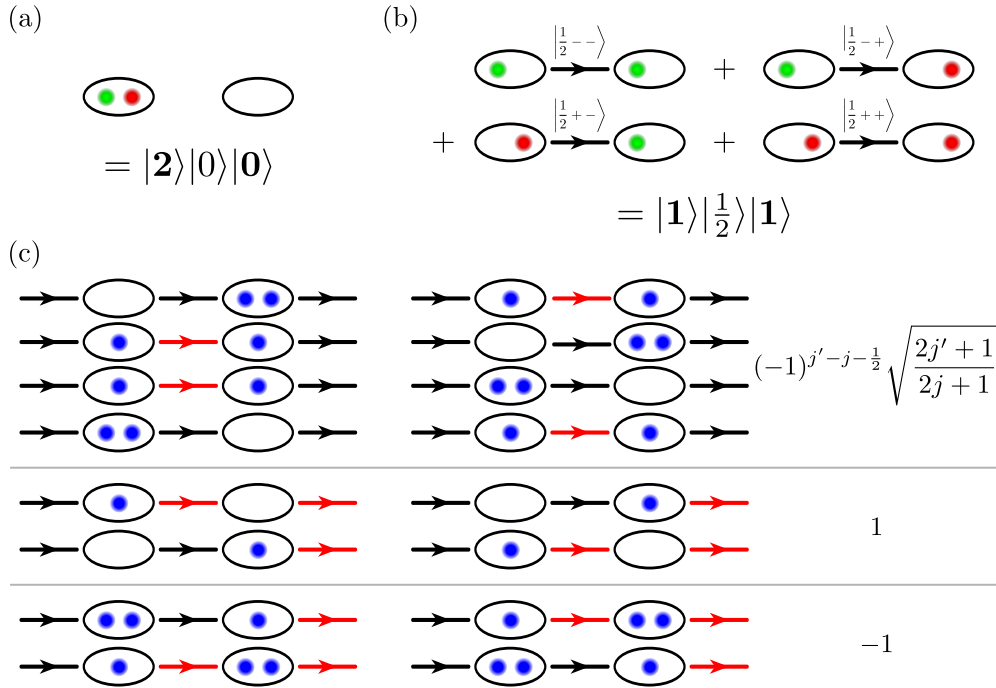 (a)
= |𝟐⟩|0⟩|𝟎⟩
(b)
|½ − −⟩ + |½ − +⟩
+ |½ + −⟩ + |½ + +⟩
= |𝟏⟩|½⟩|𝟏⟩
(c)
(−1)^{j′−j−½} √((2j′ + 1)/(2j + 1))
1
−1